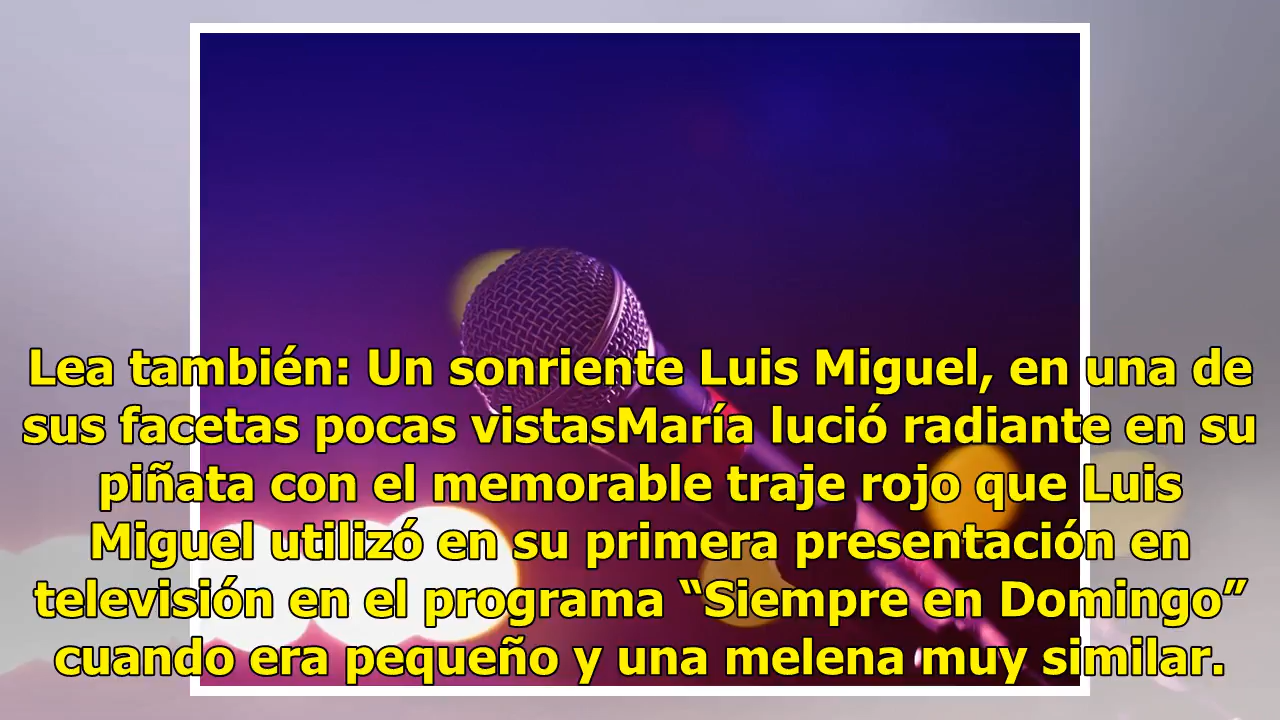 Lea también: Un sonriente Luis Miguel, en una de
sus facetas pocas vistasMaría lució radiante en su
piñata con el memorable traje rojo que Luis
Miguel utilizó en su primera presentación en
televisión en el programa “Siempre en Domingo”
cuando era pequeño y una melena muy similar.